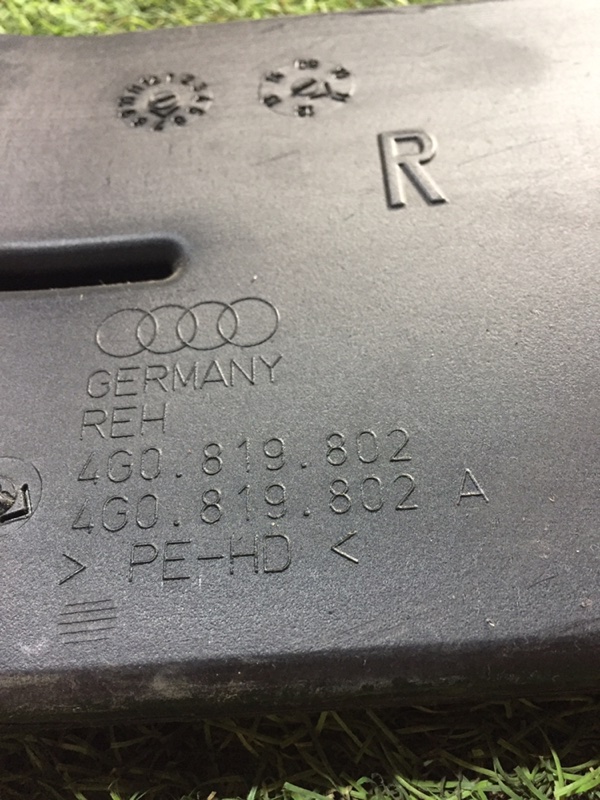 R
GERMANY
REH
4G0.819.802
4G0.819.802 A
> PE-HD <